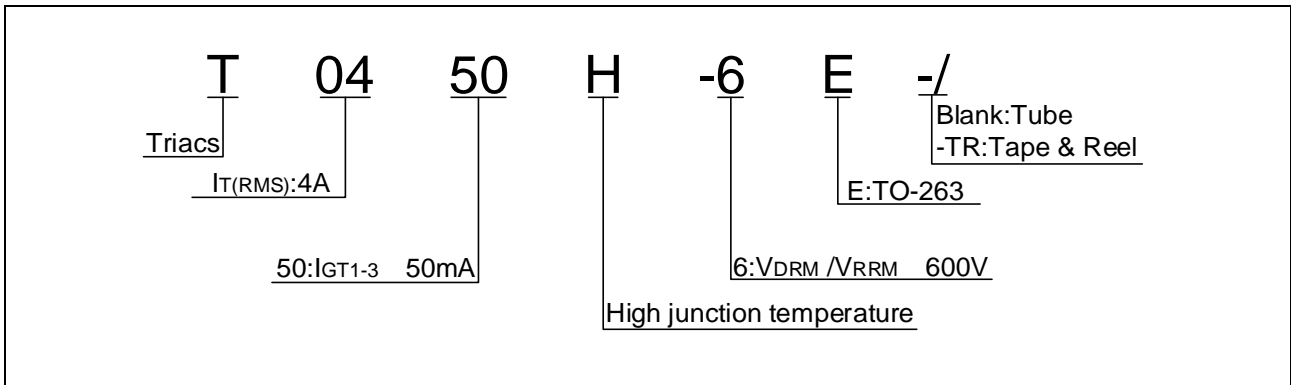 T 04 50 H -6 E -/
Blank:Tube
Triacs
-TR:Tape & Reel
IT(RMS):4A
E:TO-263
50:IGT1-3 50mA
6:VDRM /VRRM 600V
High junction temperature